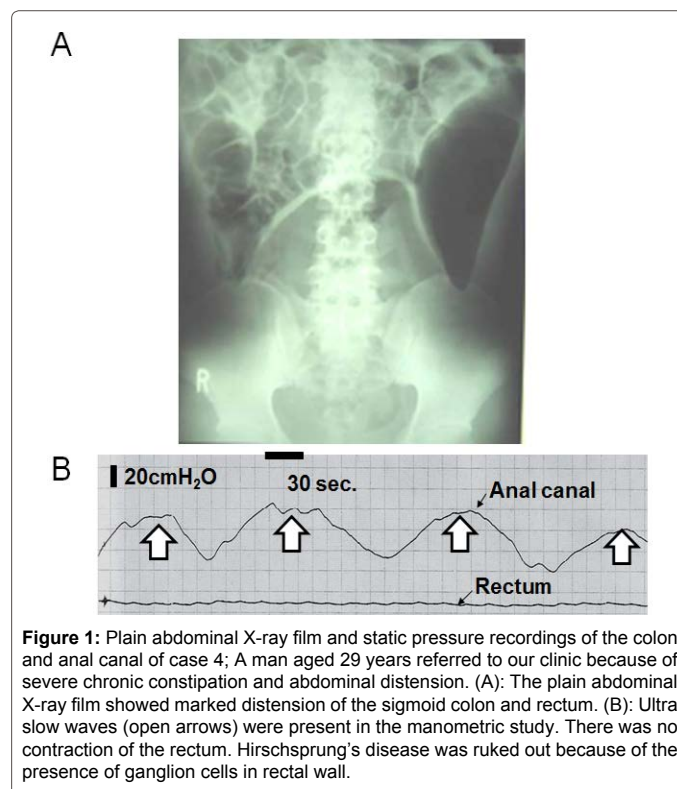 A
R
B
20cmH₂O
30 sec.
Anal canal
Rectum
Figure 1: Plain abdominal X-ray film and static pressure recordings of the colon
and anal canal of case 4; A man aged 29 years referred to our clinic because of
severe chronic constipation and abdominal distension. (A): The plain abdominal
X-ray film showed marked distension of the sigmoid colon and rectum. (B): Ultra
slow waves (open arrows) were present in the manometric study. There was no
contraction of the rectum. Hirschsprung’s disease was ruked out because of the
presence of ganglion cells in rectal wall.